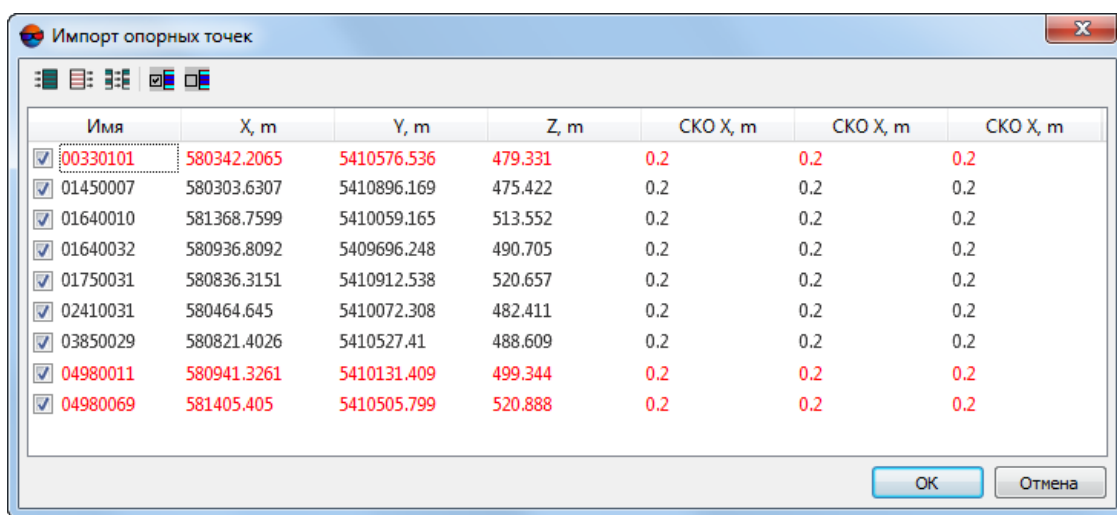 Импорт опорных точек
Имя X, m Y, m Z, m СКО X, m СКО X, m СКО X, m
00330101 580342.2065 5410576.536 479.331 0.2 0.2 0.2
01450007 580303.6307 5410896.169 475.422 0.2 0.2 0.2
01640010 581368.7599 5410059.165 513.552 0.2 0.2 0.2
01640032 580936.8092 5409696.248 490.705 0.2 0.2 0.2
01750031 580836.3151 5410912.538 520.657 0.2 0.2 0.2
02410031 580464.645 5410072.308 482.411 0.2 0.2 0.2
03850029 580821.4026 5410527.41 488.609 0.2 0.2 0.2
04980011 580941.3261 5410131.409 499.344 0.2 0.2 0.2
04980069 581405.405 5410505.799 520.888 0.2 0.2 0.2
OK Отмена